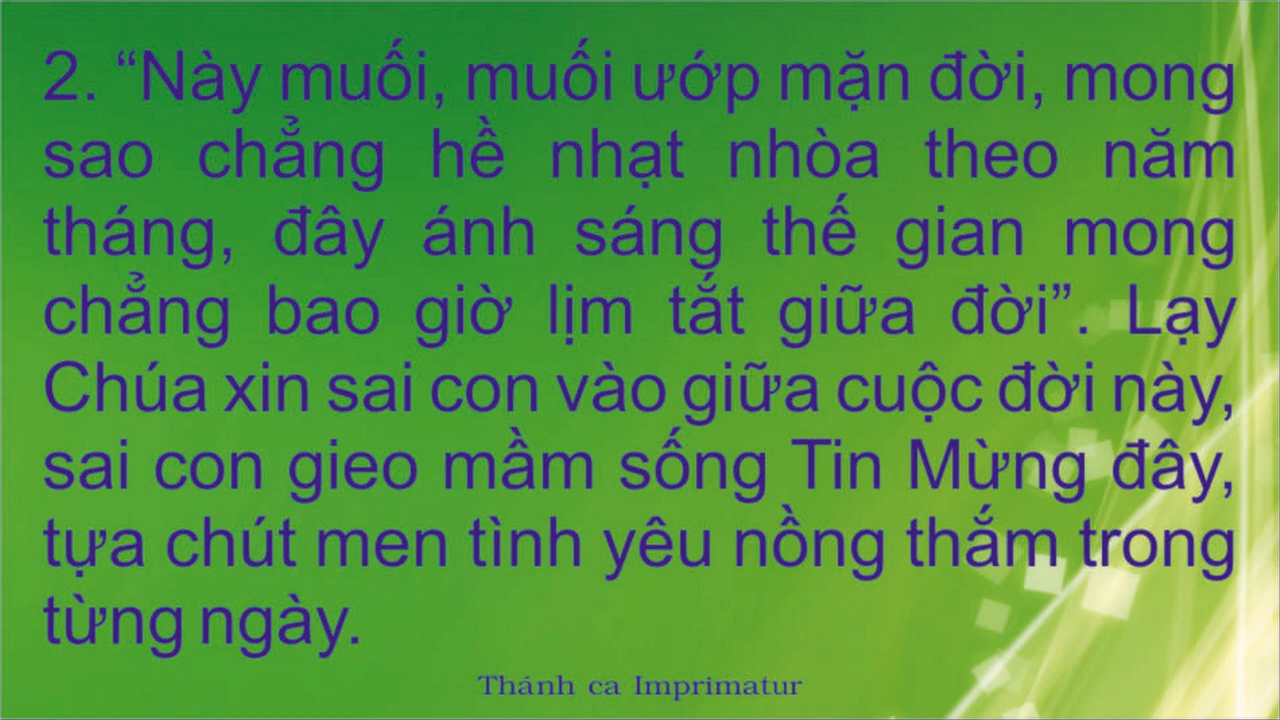 2. “Này muối, muối ướp mặn đời, mong
sao chẳng hề nhạt nhòa theo năm
tháng, đây ánh sáng thế gian mong
chẳng bao giờ lịm tắt giữa đời”. Lạy
Chúa xin sai con vào giữa cuộc đời này,
sai con gieo mầm sống Tin Mừng đây,
tựa chút men tình yêu nồng thắm trong
từng ngày.
Thánh ca Imprimatur